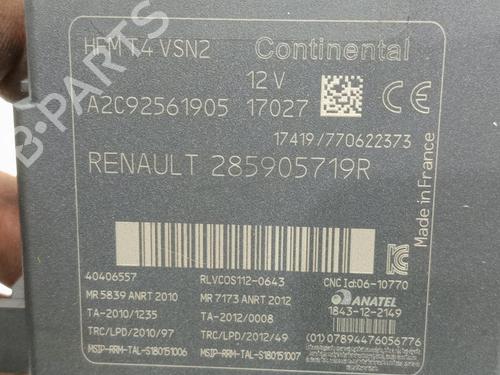 HFM T4 VSN2 Continental
12 V
A2C92561905 17027
17419/770622373
RENAULT 285905719R
Made in France
40406557 RLVCOS112-0643 CNC Id:06-10770
MR 5839 ANRT 2010 MR 7173 ANRT 2012 ANATEL
TA-2010/1235 TA-2012/0008 1843-12-2149
TRC/LPD/2010/97 TRC/LPD/2012/49 (01) 07894476056776
MSIP-RRM-TAL-S180151006 MSIP-RRM-TAL-S180151007